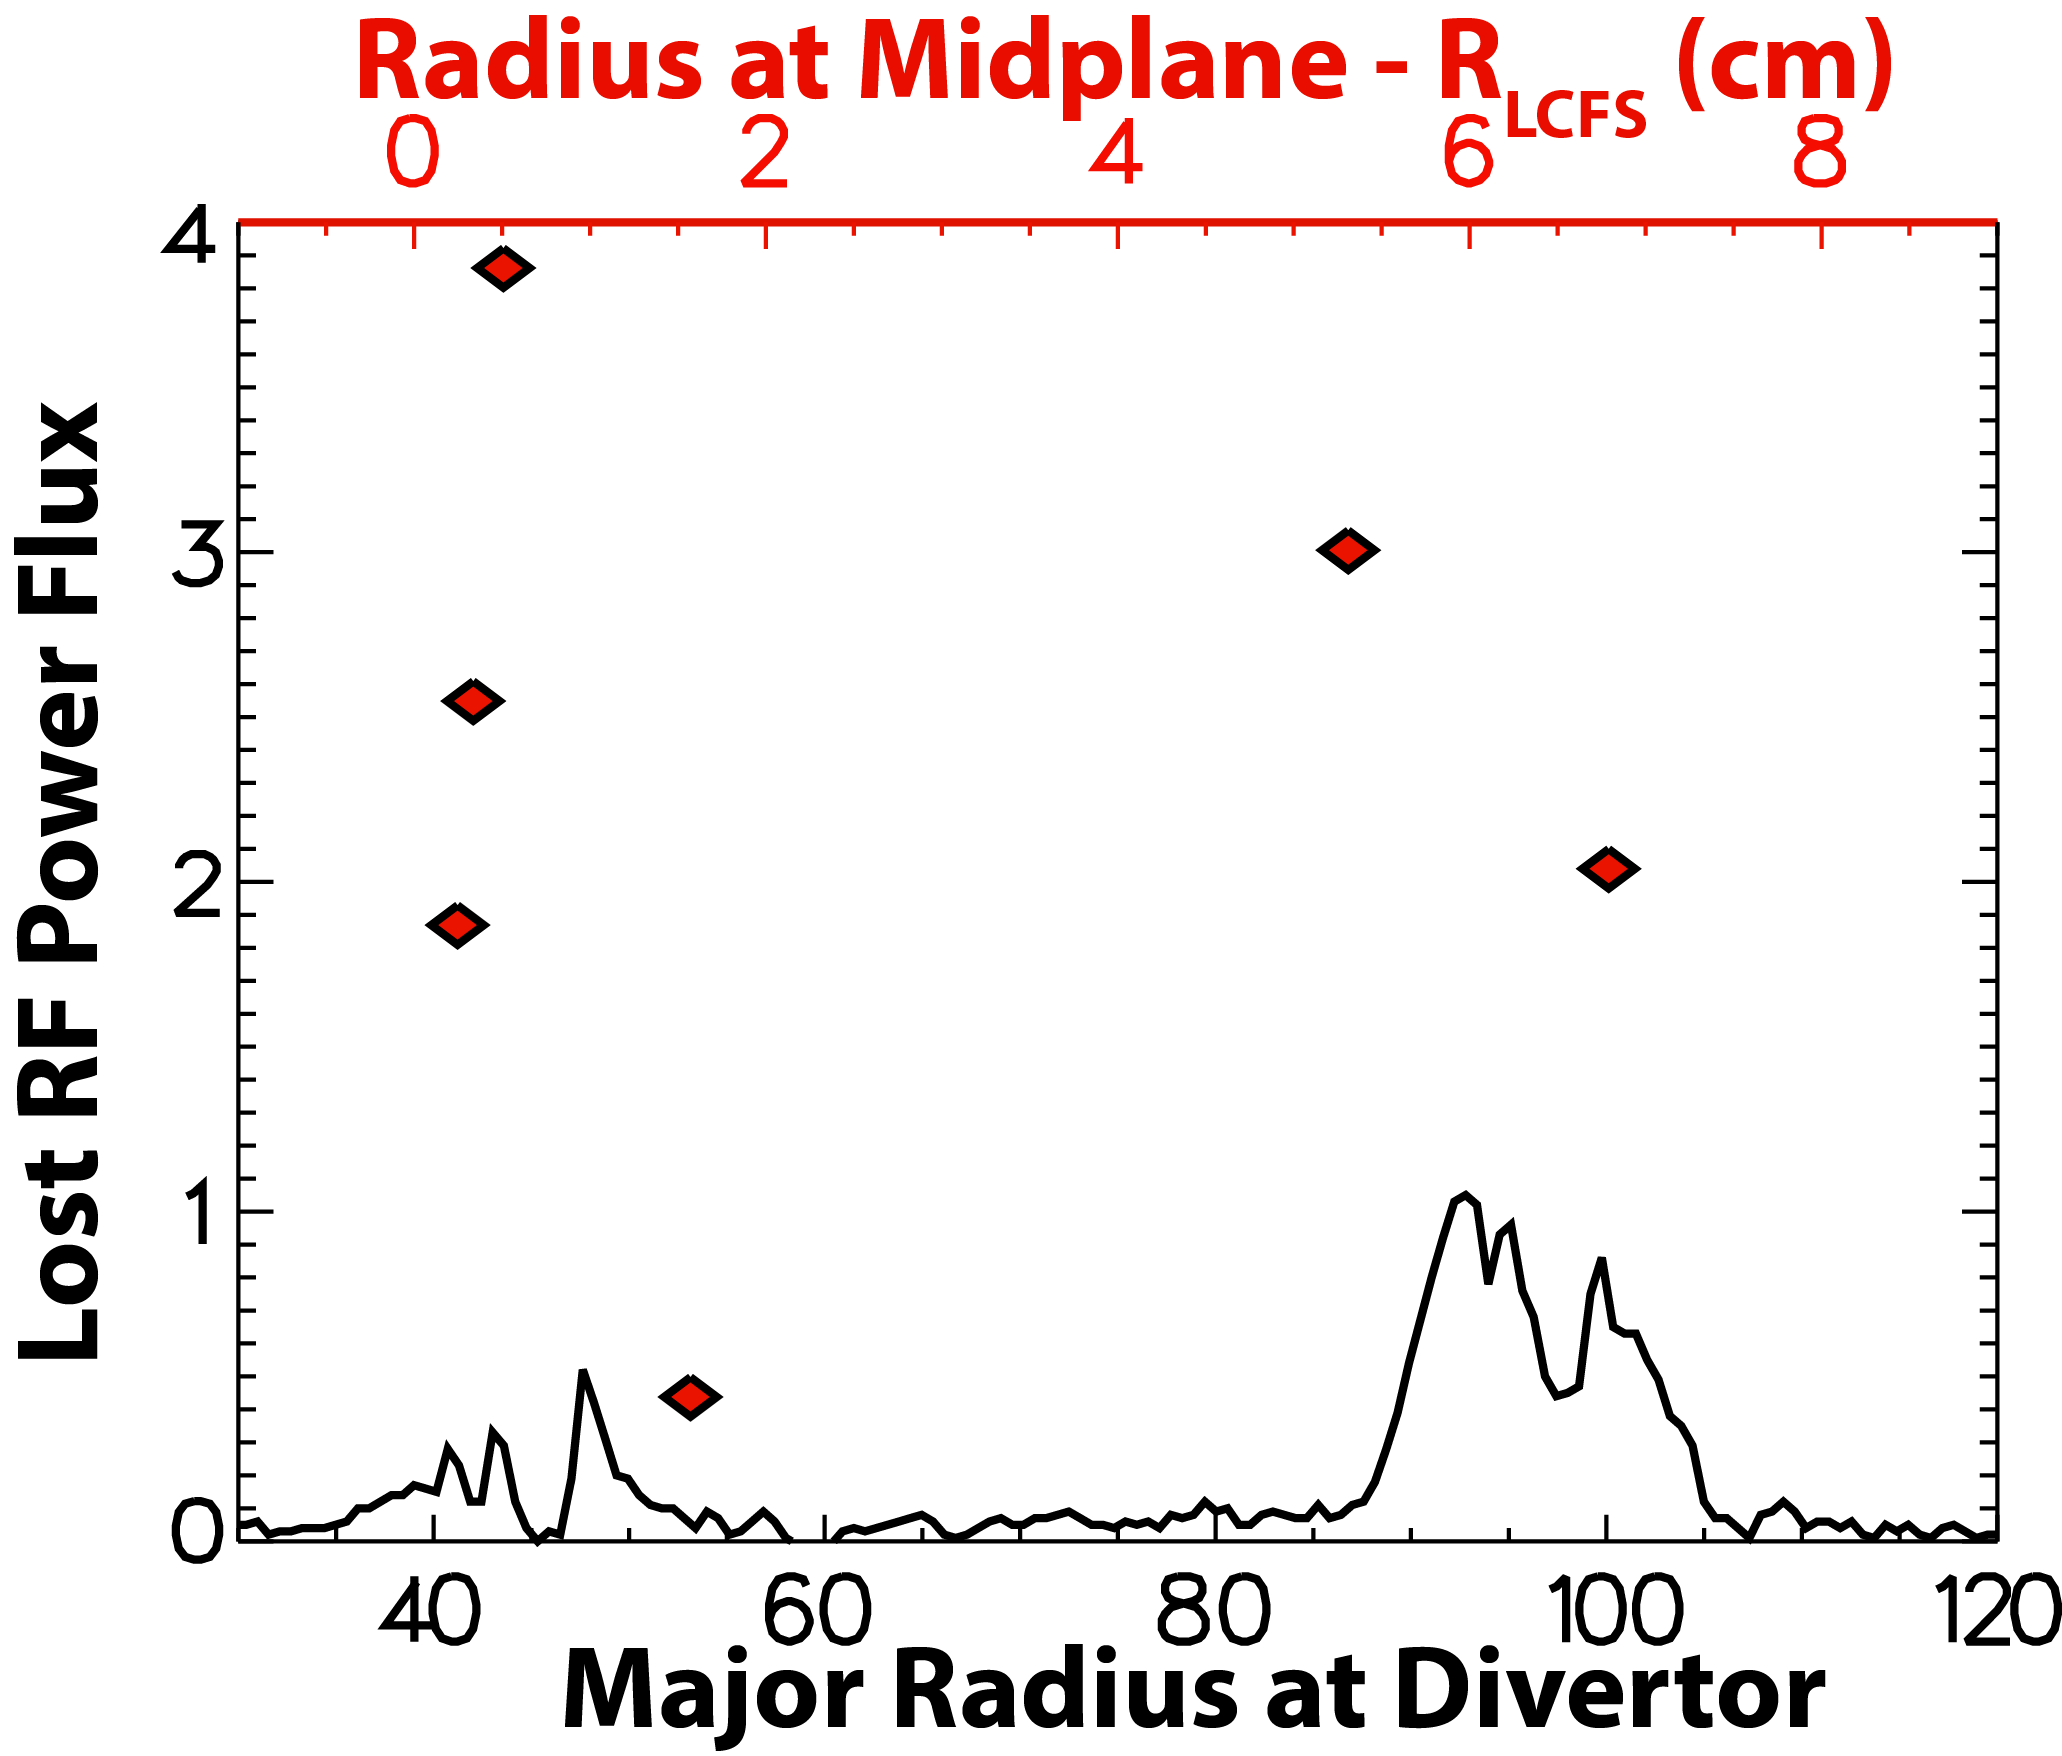 Radius at Midplane - R_LCFS (cm)
0 2 4 6 8
4
3
2
1
0
Lost RF Power Flux
40 60 80 100 120
Major Radius at Divertor